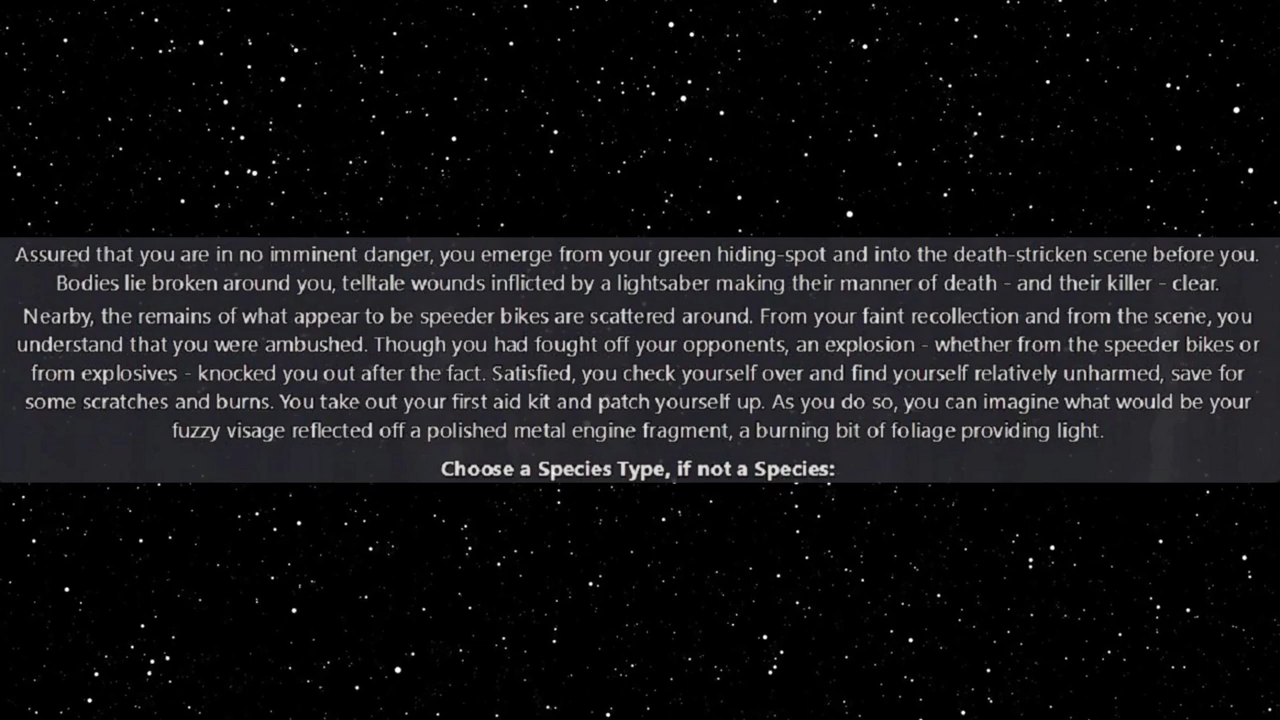 Assured that you are in no imminent danger, you emerge from your green hiding-spot and into the death-stricken scene before you.
Bodies lie broken around you, telltale wounds inflicted by a lightsaber making their manner of death - and their killer - clear.
Nearby, the remains of what appear to be speeder bikes are scattered around. From your faint recollection and from the scene, you
understand that you were ambushed. Though you had fought off your opponents, an explosion - whether from the speeder bikes or
from explosives - knocked you out after the fact. Satisfied, you check yourself over and find yourself relatively unharmed, save for
some scratches and burns. You take out your first aid kit and patch yourself up. As you do so, you can imagine what would be your
fuzzy visage reflected off a polished metal engine fragment, a burning bit of foliage providing light.
Choose a Species Type, if not a Species: